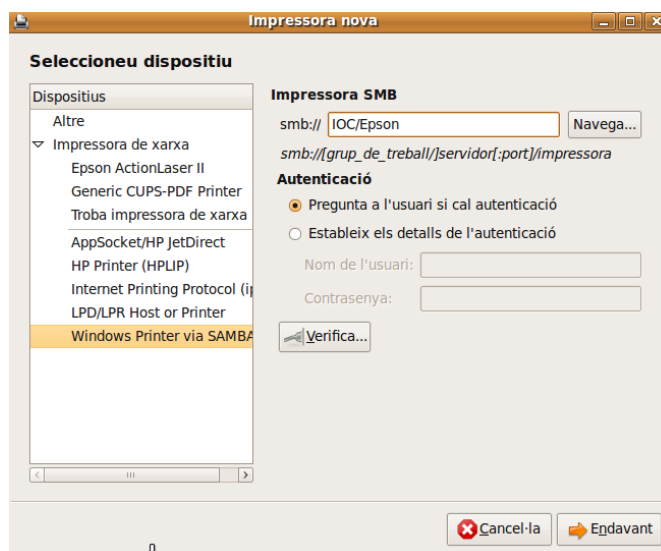 Impressora nova
Seleccioneu dispositiu
Dispositius
Altre
Impressora de xarxa
Epson ActionLaser II
Generic CUPS-PDF Printer
Troba impressora de xarxa
AppSocket/HP JetDirect
HP Printer (HPLIP)
Internet Printing Protocol (ip
LPD/LPR Host or Printer
Windows Printer via SAMBA
Impressora SMB
smb:// IOC/Epson Navega...
smb://[grup_de_treball/]servidor[:port]/impressora
Autenticació
Pregunta a l'usuari si cal autenticació
Estableix els detalls de l'autenticació
Nom de l'usuari:
Contrasenya:
Verifica...
Cancel·la Endavant